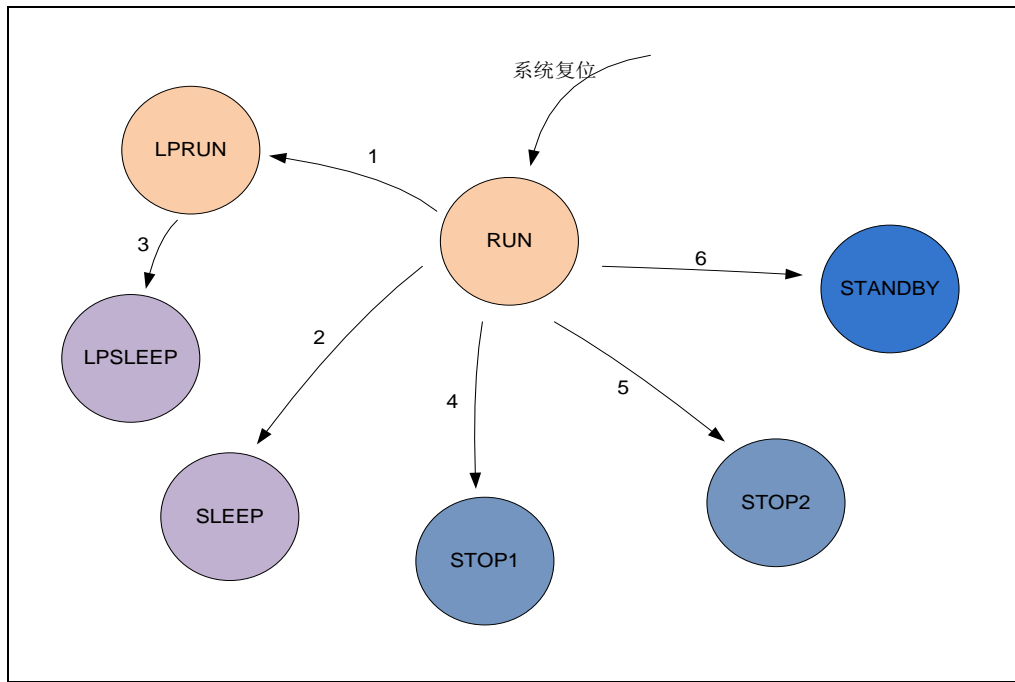 系统复位
LPRUN
1
RUN
3
6
STANDBY
2
LPSLEEP
4
5
SLEEP
STOP1
STOP2